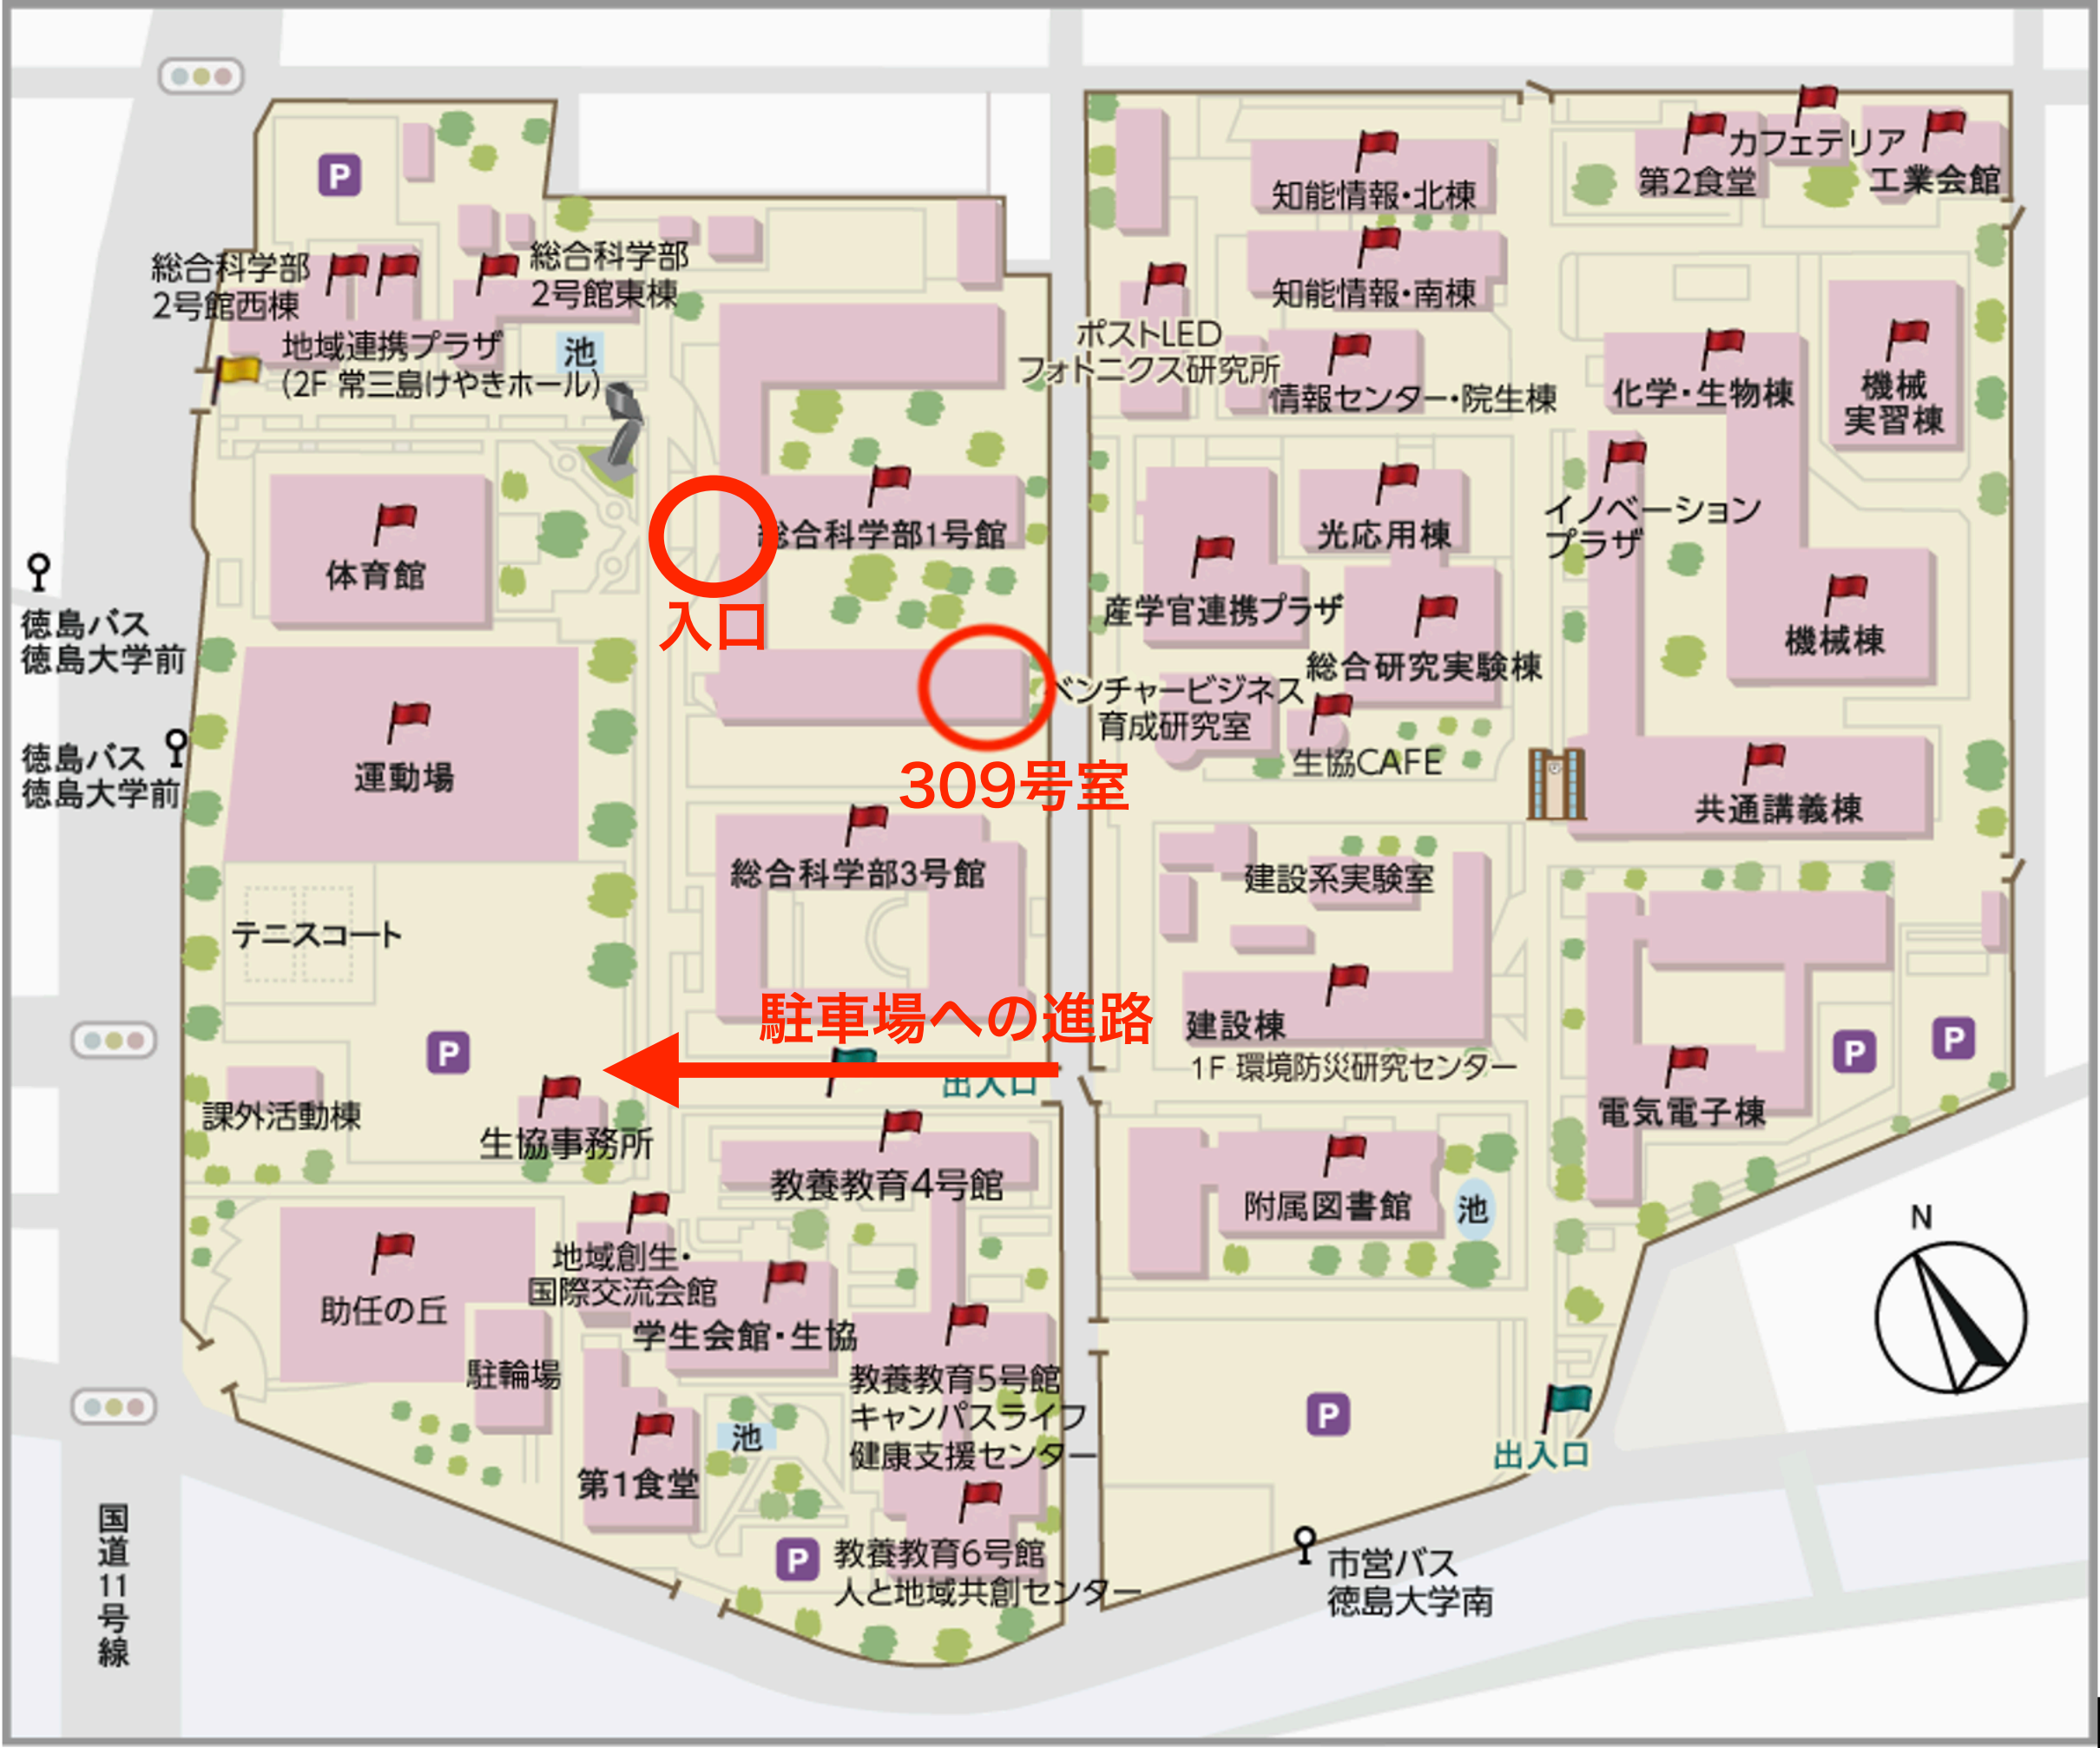 P
総合科学部
2号館西棟
総合科学部
2号館東棟
地域連携プラザ
(2F 常三島けやきホール)
池
総合科学部1号館
体育館
入口
徳島バス
徳島大学前
運動場
徳島バス
徳島大学前
309号室
総合科学部3号館
テニスコート
P
駐車場への進路
出入口
課外活動棟
生協事務所
教養教育4号館
地域創生・
国際交流会館
助任の丘
学生会館・生協
駐輪場
教養教育5号館
キャンパスライフ
健康支援センター
池
第1食堂
P
教養教育6号館
人と地域共創センター
国道11号線
知能情報・北棟
カフェテリア
第2食堂
工業会館
知能情報・南棟
ポストLED
フォトニクス研究所
情報センター・院生棟
化学・生物棟
機械
実習棟
イノベーション
プラザ
光応用棟
産学官連携プラザ
総合研究実験棟
機械棟
ベンチャービジネス
育成研究室
生協CAFE
共通講義棟
建設系実験室
建設棟
1F 環境防災研究センター
P
P
電気電子棟
附属図書館
池
N
P
出入口
市営バス
徳島大学南